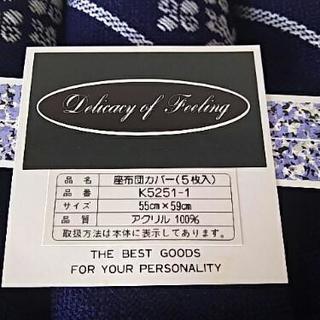 Delicacy of Feeling
品名 座布団カバー(5枚入)
品番 K5251-1
サイズ 55cm×59cm
品質 アクリル 100%
取扱方法は本体に表示してあります。
THE BEST GOODS
FOR YOUR PERSONALITY